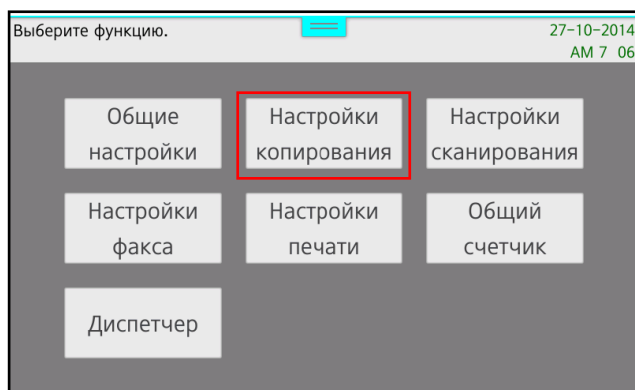 Выберите функцию.
27-10-2014
AM 7 06
Общие
настройки
Настройки
копирования
Настройки
сканирования
Настройки
факса
Настройки
печати
Общий
счетчик
Диспетчер